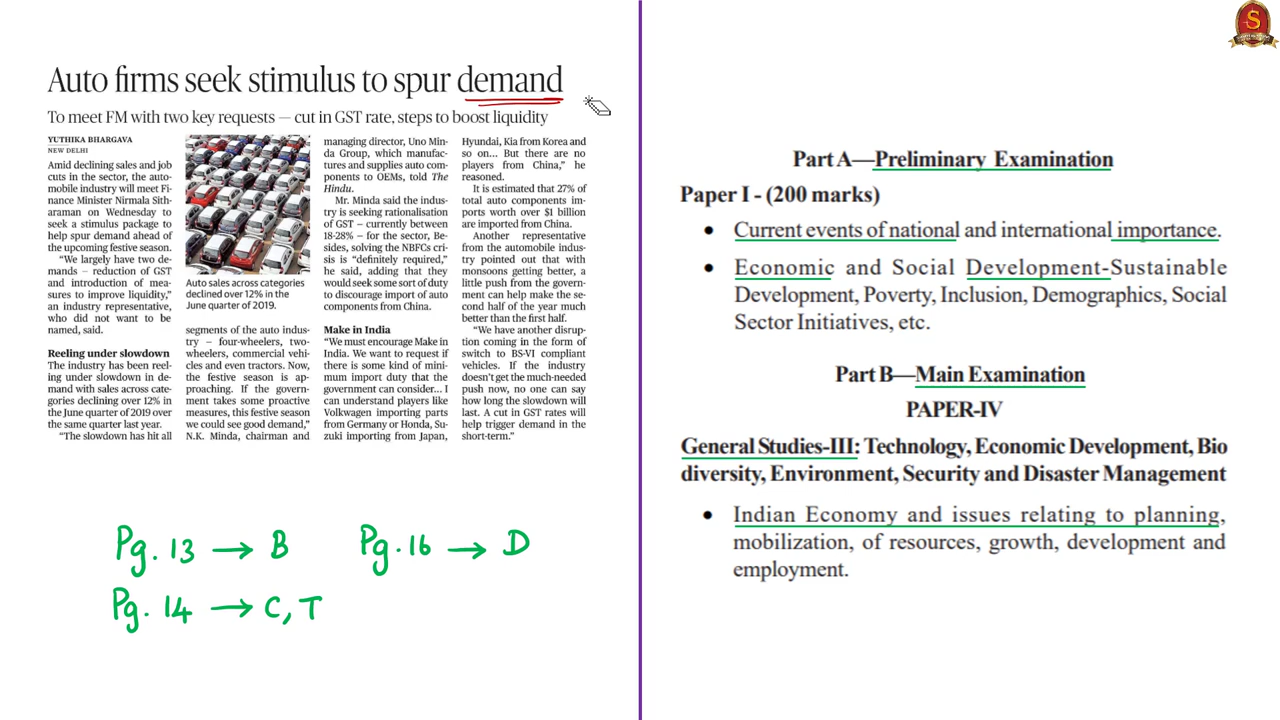 Auto firms seek stimulus to spur demand
To meet FM with two key requests — cut in GST rate, steps to boost liquidity
YUTHIKA BHARGAVA
NEW DELHI
Amid declining sales and job
cuts in the sector, the auto-
mobile industry will meet Fi-
nance Minister Nirmala Sith-
araman on Wednesday to
seek a stimulus package to
help spur demand ahead of
the upcoming festive season.
“We largely have two de-
mands – reduction of GST
and introduction of mea-
sures to improve liquidity,”
an industry representative,
who did not want to be
named, said.
Reeling under slowdown
The industry has been reel-
ing under slowdown in de-
mand with sales across cate-
gories declining over 12% in
the June quarter of 2019 over
the same quarter last year.
“The slowdown has hit all
Auto sales across categories
declined over 12% in the
June quarter of 2019.
segments of the auto indus-
try – four-wheelers, two-
wheelers, commercial vehi-
cles and even tractors. Now,
the festive season is ap-
proaching. If the govern-
ment takes some proactive
measures, this festive season
we could see good demand,”
N.K. Minda, chairman and
managing director, Uno Min-
da Group, which manufac-
tures and supplies auto com-
ponents to OEMs, told The
Hindu.
Mr. Minda said the indus-
try is seeking rationalisation
of GST – currently between
18-28% – for the sector, Be-
sides, solving the NBFCs cri-
sis is “definitely required,”
he said, adding that they
would seek some sort of duty
to discourage import of auto
components from China.
Make in India
“We must encourage Make in
India. We want to request if
there is some kind of mini-
mum import duty that the
government can consider... I
can understand players like
Volkwagen importing parts
from Germany or Honda, Su-
zuki importing from Japan,
Hyundai, Kia from Korea and
so on... But there are no
players from China,” he
reasoned.
It is estimated that 27% of
total auto components im-
ports worth over $1 billion
are imported from China.
Another representative
from the automobile indus-
try pointed out that with
monsoons getting better, a
little push from the govern-
ment can help make the se-
cond half of the year much
better than the first half.
“We have another disrup-
tion coming in the form of
switch to BS-VI compliant
vehicles. If the industry
doesn’t get the much-needed
push now, no one can say
how long the slowdown will
last. A cut in GST rates will
help trigger demand in the
short-term.”
Pg. 13 → B
Pg. 16 → D
Pg. 14 → C, T
Part A—Preliminary Examination
Paper I - (200 marks)
• Current events of national and international importance.
• Economic and Social Development-Sustainable
Development, Poverty, Inclusion, Demographics, Social
Sector Initiatives, etc.
Part B—Main Examination
PAPER-IV
General Studies-III: Technology, Economic Development, Bio
diversity, Environment, Security and Disaster Management
• Indian Economy and issues relating to planning,
mobilization, of resources, growth, development and
employment.